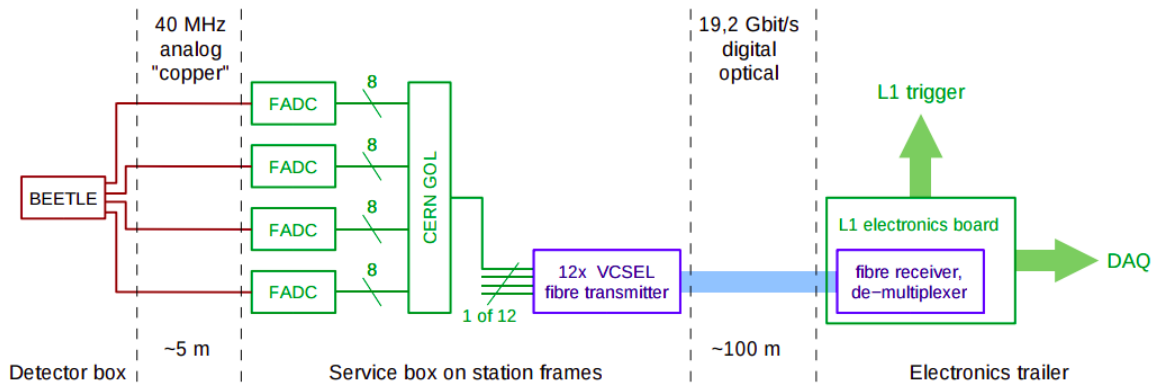 40 MHz
analog
"copper"
19,2 Gbit/s
digital
optical
BEETLE
FADC
8
FADC
8
FADC
8
FADC
8
CERN GOL
1 of 12
12x VCSEL
fibre transmitter
L1 trigger
L1 electronics board
fibre receiver,
de-multiplexer
DAQ
~5 m
~100 m
Detector box
Service box on station frames
Electronics trailer